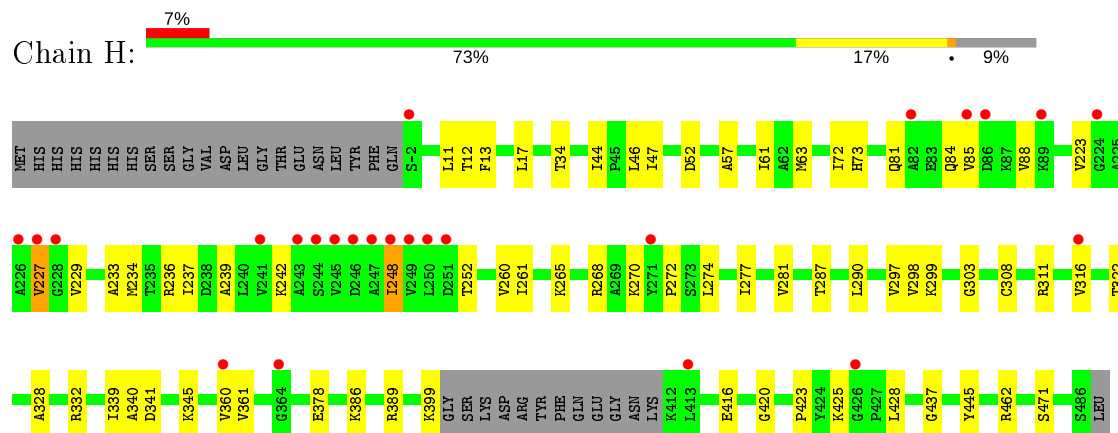 7%
Chain H:
73% 17% • 9%
MET HIS HIS HIS HIS HIS HIS SER SER GLY VAL ASP LEU GLY THR GLU ASN LEU TYR PHE GLN S-2 L11 T12 F13 L17 T34 I44 P45 L46 I47 D52 A57 I61 A62 M63 I72 H73 Q81 A82 E83 Q84 V85 D86 K87 V88 K89 V223 G224 A225
A226 V227 G228 V229 A233 M234 T235 R236 I237 D238 A239 L240 V241 K242 A243 S244 V245 D246 A247 I248 V249 L250 D251 T252 V260 I261 K265 R268 A269 K270 Y271 P272 S273 L274 I277 V281 T287 L290 V297 V298 K299 G303 C308 R311 V316 T322
A328 R332 I339 A340 D341 K345 V360 V361 G364 E378 K386 R389 K399 GLY SER LYS ASP ARG TYR PHE GLN GLU GLY ASN LYS K412 L413 E416 G420 P423 Y424 K425 G426 P427 L428 G437 Y445 R462 S471 S486 LEU